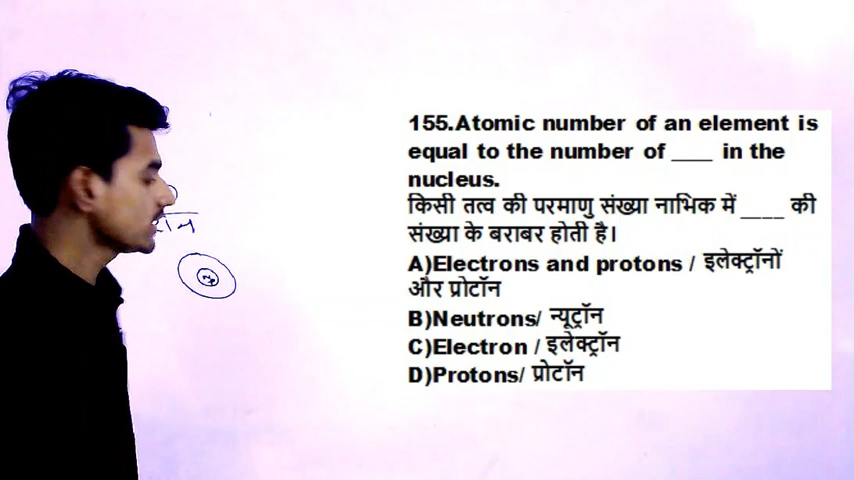 155.Atomic number of an element is
equal to the number of ____ in the
nucleus.
किसी तत्व की परमाणु संख्या नाभिक में ____ की
संख्या के बराबर होती है।
A)Electrons and protons / इलेक्ट्रॉनों
और प्रोटॉन
B)Neutrons/ न्यूट्रॉन
C)Electron / इलेक्ट्रॉन
D)Protons/ प्रोटॉन